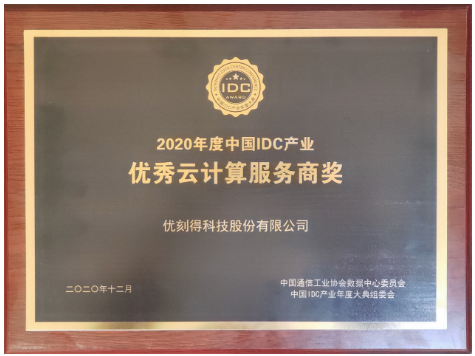 IDC
AWARD
2020年度中国IDC产业
优秀云计算服务商奖
优刻得科技股份有限公司
二〇二〇年十二月
中国通信工业协会数据中心委员会
中国IDC产业年度大典组委会